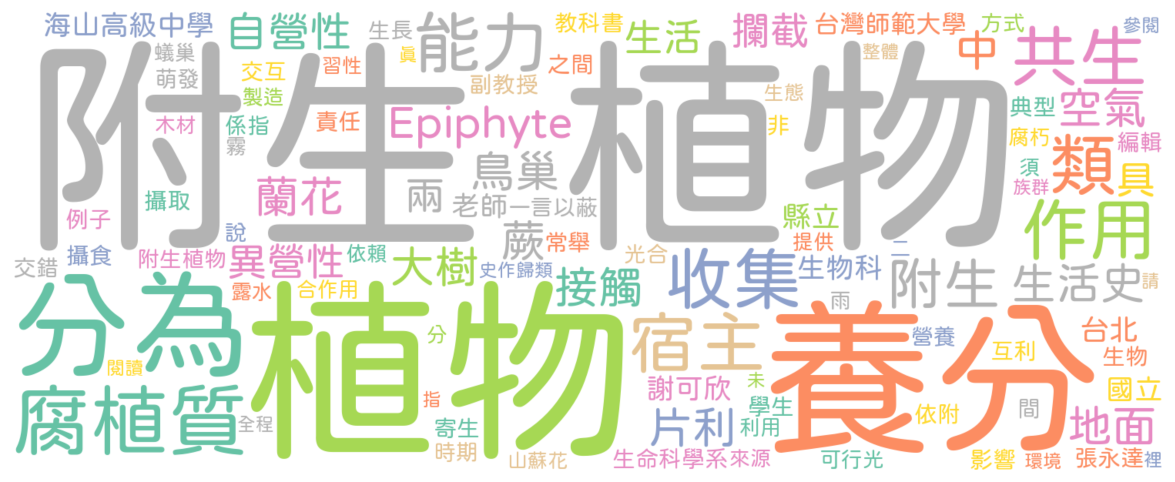 附生植物
植物
養分
分為
能力
共生
類
作用
收集
腐植質
宿主
附生
生活史
地面
片利
Epiphyte
空氣
自營性
蘭花
異營性
鳥巢
蕨
兩
大樹
接觸
生活
攔截
中
具
海山高級中學
台灣師範大學
教科書
方式
參閱
生長
真
蟻巢
萌發
交互
製造
習性
副教授
之間
整體
生態
非
典型
腐朽
編輯
須
族群
木材
係指
責任
霧
攝取
例子
說
老師
一言以蔽
縣立
提供
常舉
光合
生物科
二
請
交錯
攝食
附生植物
依賴
史作歸類
露水
合作用
雨
營養
台北
生物
互利
國立
閱讀
分
指
全程
寄生
時期
謝可欣
未
學生
利用
依附
間
山蘇花
生命科學系
來源
可行光
影響
環境
張永達
裡